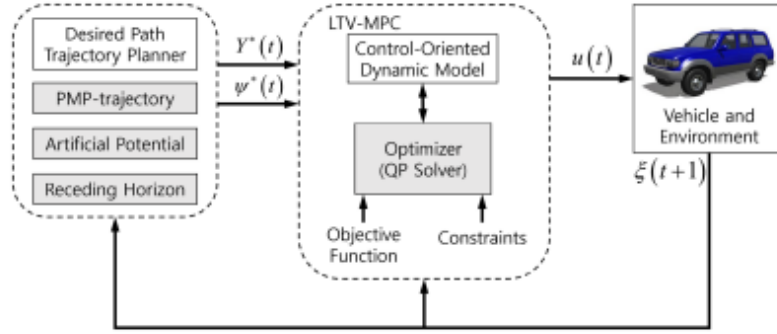 Desired Path
Trajectory Planner
PMP-trajectory
Artificial Potential
Receding Horizon
Y*(t)
ψ*(t)
LTV-MPC
Control-Oriented
Dynamic Model
Optimizer
(QP Solver)
Objective
Function
Constraints
u(t)
Vehicle and
Environment
ξ(t+1)